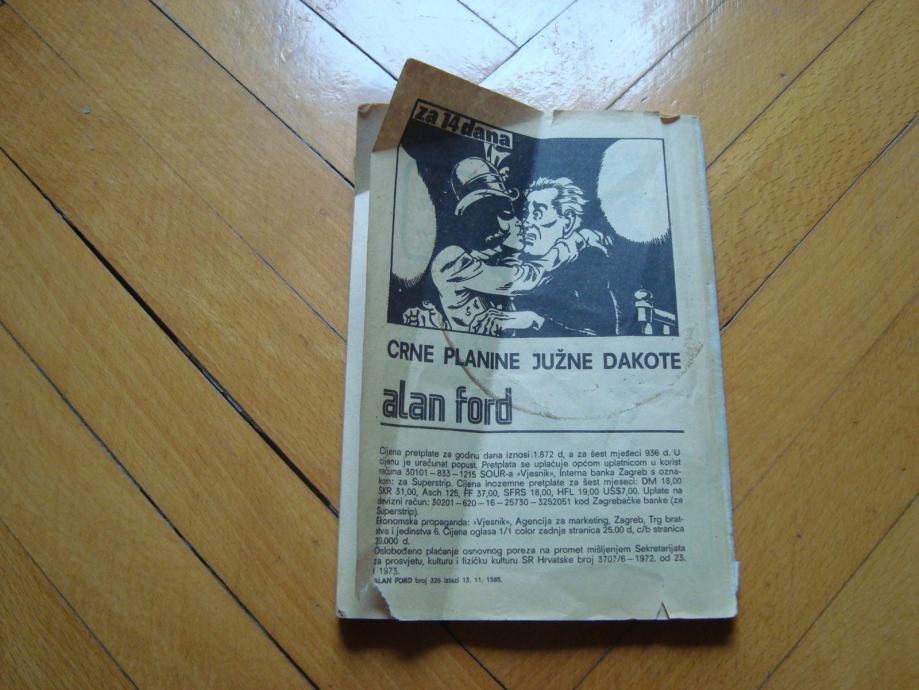 za 14 dana
CRNE PLANINE JUŽNE DAKOTE
alan ford
Cijena pretplate za godinu dana iznosi 1.872 d, a za šest mjeseci 936 d. U
cijenu je uračunat popust. Pretplata se uplaćuje općom uplatnicom u korist
računa 30101-833-1215 SOUR-a »Vjesnik«, Interna banka Zagreb s ozna-
kom: za Superstrip. Cijena inozemne pretplate za šest mjeseci: DM 18,00
SKR 31,00, Asch. 125, FF 37,00, SFRS 18,00, HFL 19,00 UŠ$7,00. Uplate na
devizni račun: 30201-620-16-25730-3252051 kod Zagrebačke banke (za
Superstrip).
Ekonomska propaganda: »Vjesnik«, Agencija za marketing, Zagreb, Trg brat-
stva i jedinstva 6. Cijena oglasa 1/1 color zadnja stranica 25.00 d, c/b stranica
20.000 d.
Oslobođeno plaćanje osnovnog poreza na promet mišljenjem Sekretarijata
za prosvjetu, kulturu i fizičku kulturu SR Hrvatske broj 3707/6-1972. od 23.
I 1973.
ALAN FORD broj 326 izlazi 13. 11. 1985.